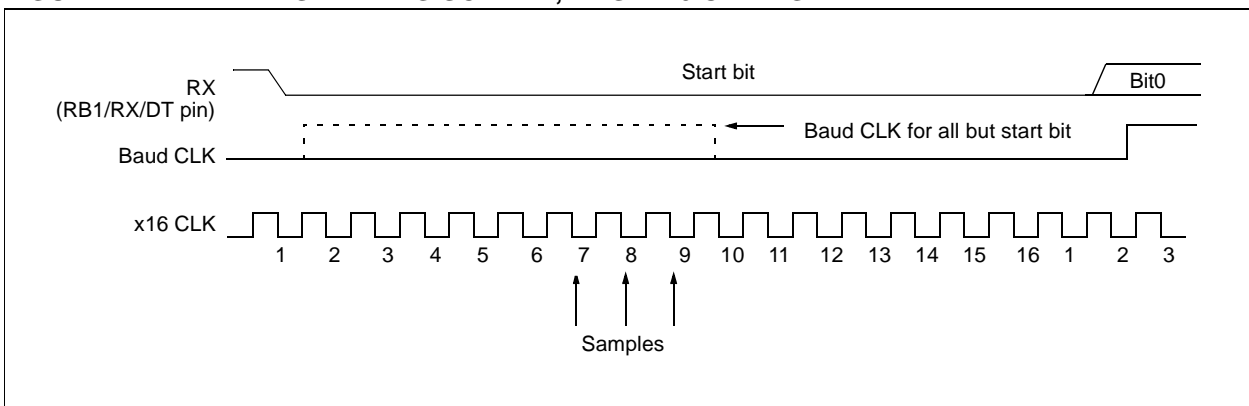 Start bit
Bit0
RX
(RB1/RX/DT pin)
Baud CLK for all but start bit
Baud CLK
x16 CLK
1 2 3 4 5 6 7 8 9 10 11 12 13 14 15 16 1 2 3
Samples